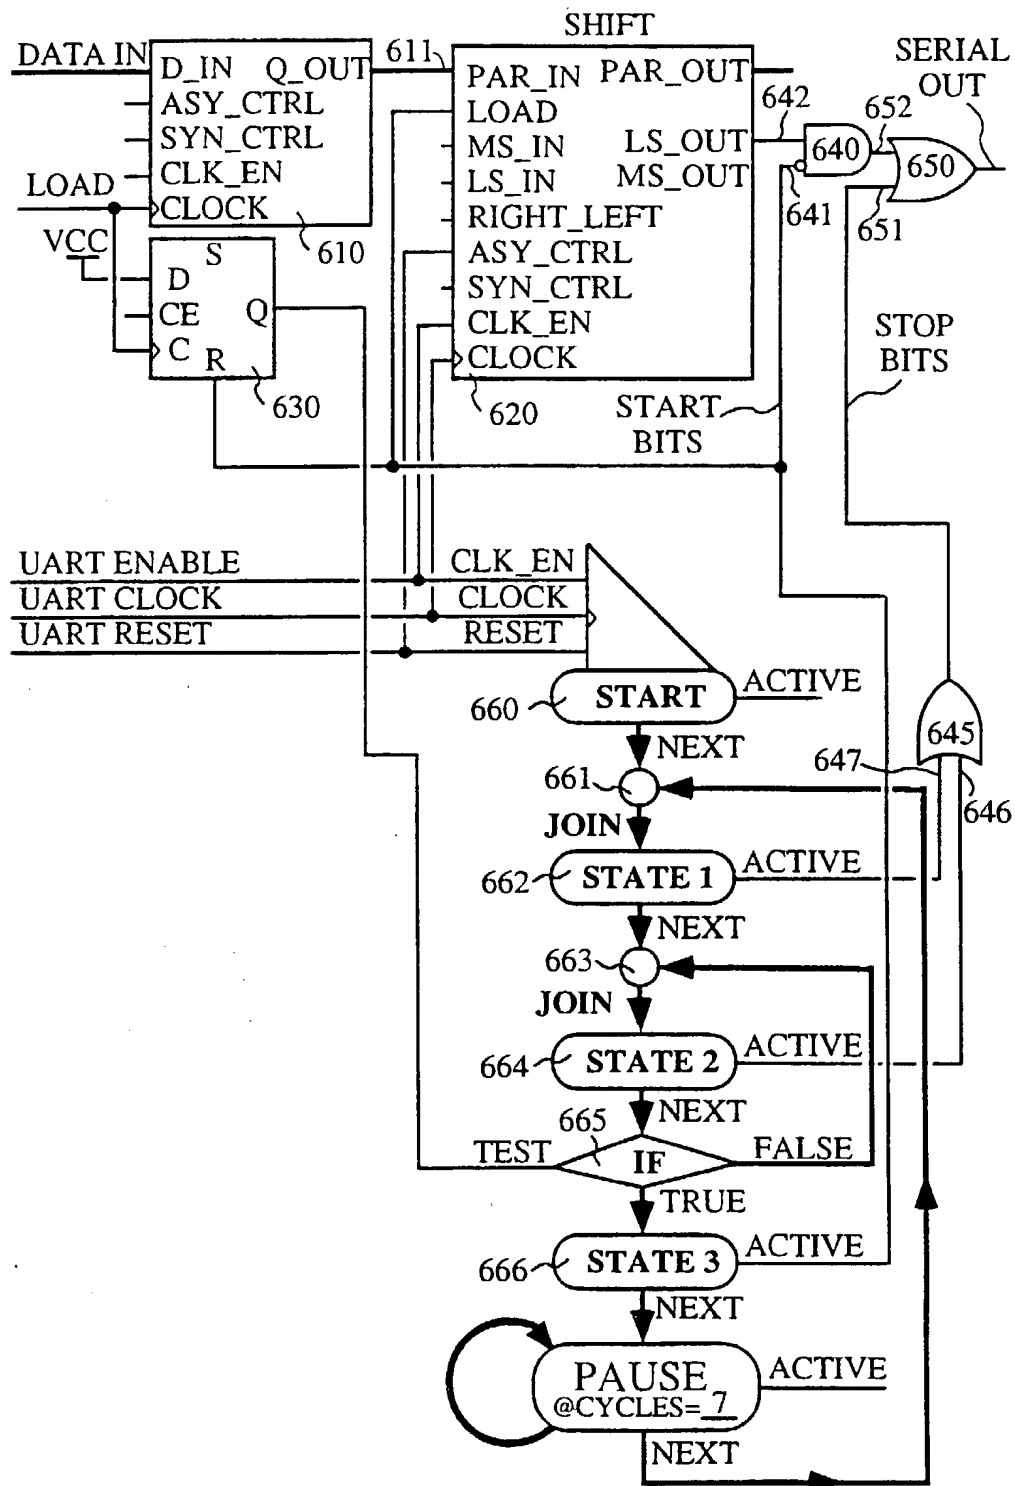 SHIFT
DATA IN
D_IN Q_OUT
611
PAR_IN PAR_OUT
SERIAL OUT
ASY_CTRL
LOAD
642
652
SYN_CTRL
MS_IN
LS_OUT
640
650
CLK_EN
LS_IN
MS_OUT
LOAD
CLOCK
RIGHT_LEFT
641
651
VCC
S
610
ASY_CTRL
D
SYN_CTRL
CE
Q
CLK_EN
STOP BITS
C
CLOCK
R
630
620
START BITS
UART ENABLE
CLK_EN
UART CLOCK
CLOCK
UART RESET
RESET
660
START
ACTIVE
NEXT
645
647
646
661
JOIN
662
STATE 1
ACTIVE
NEXT
663
JOIN
664
STATE 2
ACTIVE
NEXT
665
TEST
IF
FALSE
TRUE
666
STATE 3
ACTIVE
NEXT
PAUSE
ACTIVE
@CYCLES= 7
NEXT